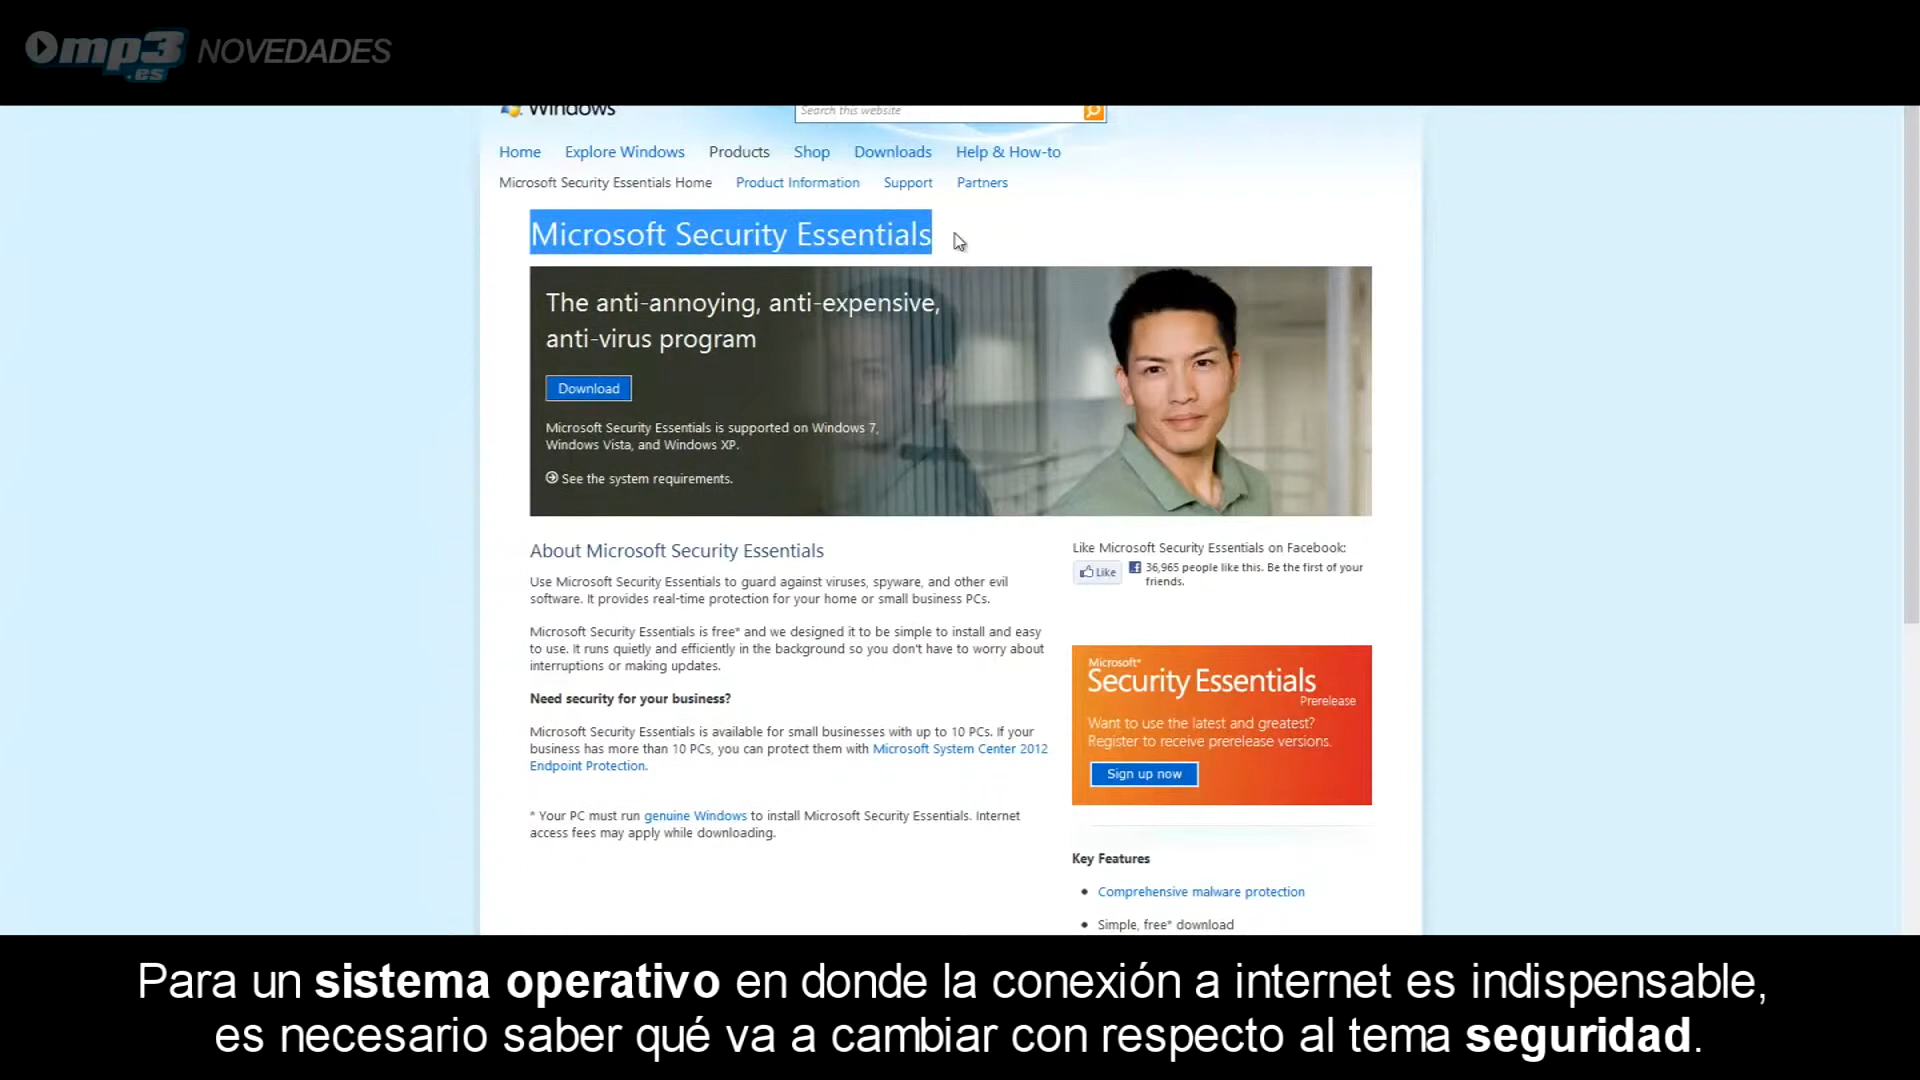 mp3 NOVEDADES
.es
Windows
Search this website
Home Explore Windows Products Shop Downloads Help & How-to
Microsoft Security Essentials Home Product Information Support Partners
Microsoft Security Essentials
The anti-annoying, anti-expensive,
anti-virus program
Download
Microsoft Security Essentials is supported on Windows 7,
Windows Vista, and Windows XP.
See the system requirements.
About Microsoft Security Essentials
Use Microsoft Security Essentials to guard against viruses, spyware, and other evil
software. It provides real-time protection for your home or small business PCs.
Microsoft Security Essentials is free* and we designed it to be simple to install and easy
to use. It runs quietly and efficiently in the background so you don't have to worry about
interruptions or making updates.
Need security for your business?
Microsoft Security Essentials is available for small businesses with up to 10 PCs. If your
business has more than 10 PCs, you can protect them with Microsoft System Center 2012
Endpoint Protection.
* Your PC must run genuine Windows to install Microsoft Security Essentials. Internet
access fees may apply while downloading.
Like Microsoft Security Essentials on Facebook:
Like 36,965 people like this. Be the first of your
friends.
Microsoft*
Security Essentials
Prerelease
Want to use the latest and greatest?
Register to receive prerelease versions.
Sign up now
Key Features
• Comprehensive malware protection
• Simple, free* download
Para un sistema operativo en donde la conexión a internet es indispensable,
es necesario saber qué va a cambiar con respecto al tema seguridad.